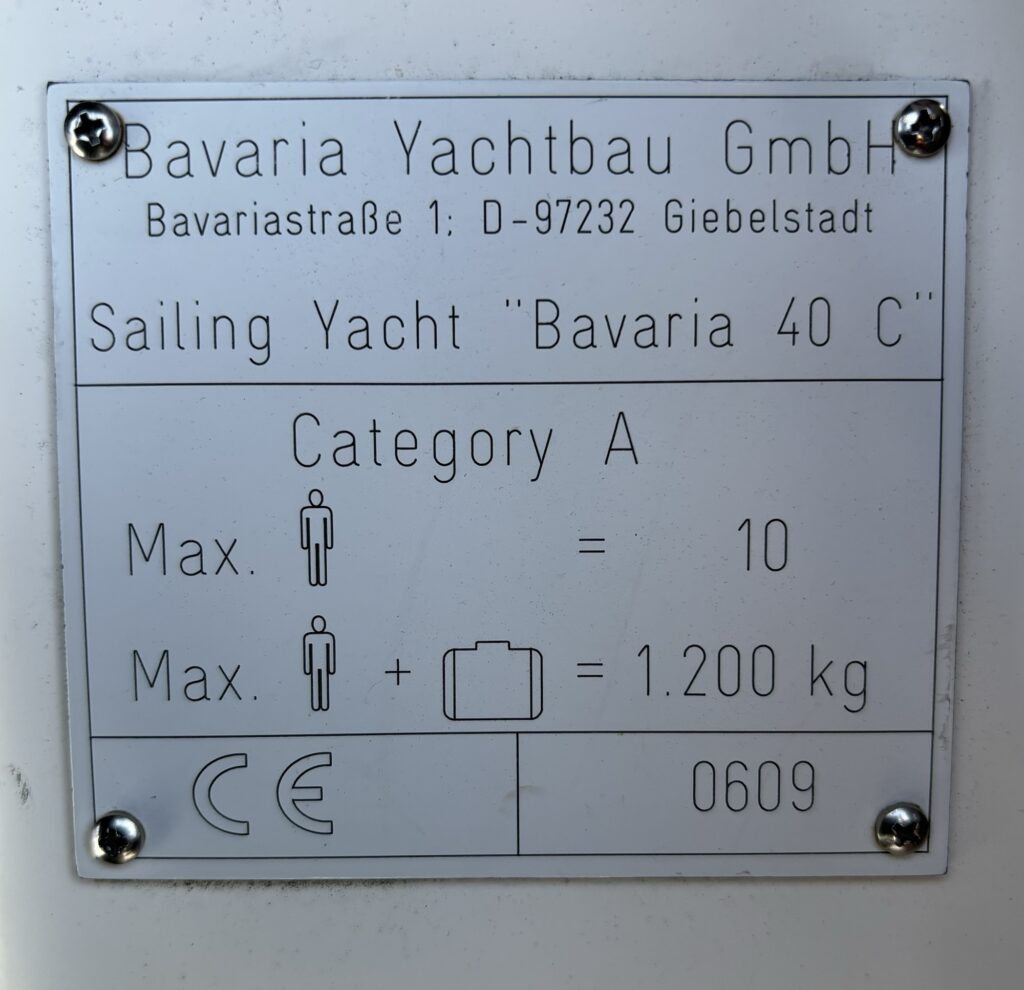 Bavaria Yachtbau GmbH
Bavariastraße 1; D-97232 Giebelstadt
Sailing Yacht "Bavaria 40 C"
Category A
Max. = 10
Max. + = 1.200 kg
CE 0609